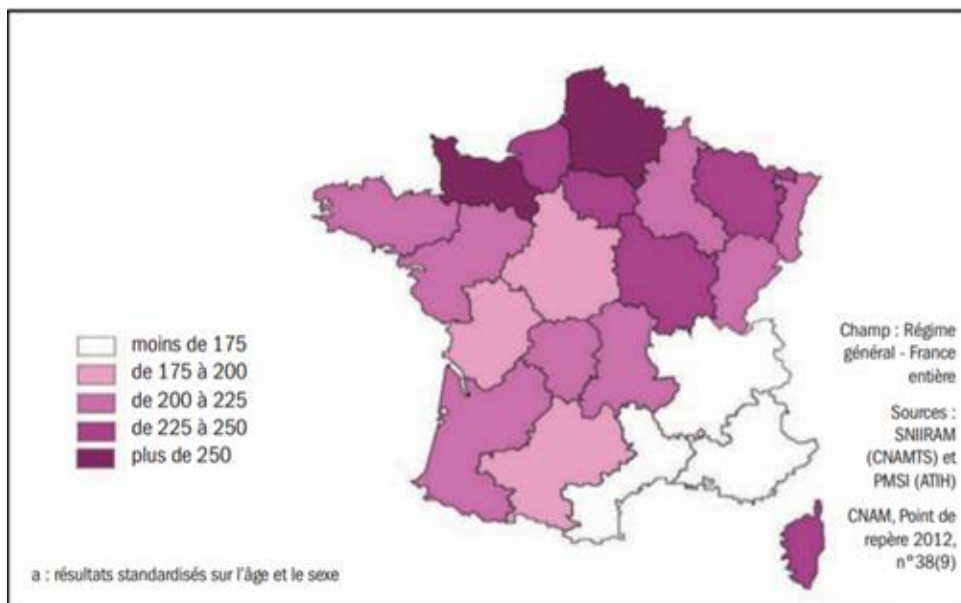 moins de 175
de 175 à 200
de 200 à 225
de 225 à 250
plus de 250
Champ : Régime
général - France
entière
Sources :
SNIIRAM
(CNAMTS) et
PMSI (ATIH)
CNAM, Point de
repère 2012,
n°38(9)
a : résultats standardisés sur l'âge et le sexe